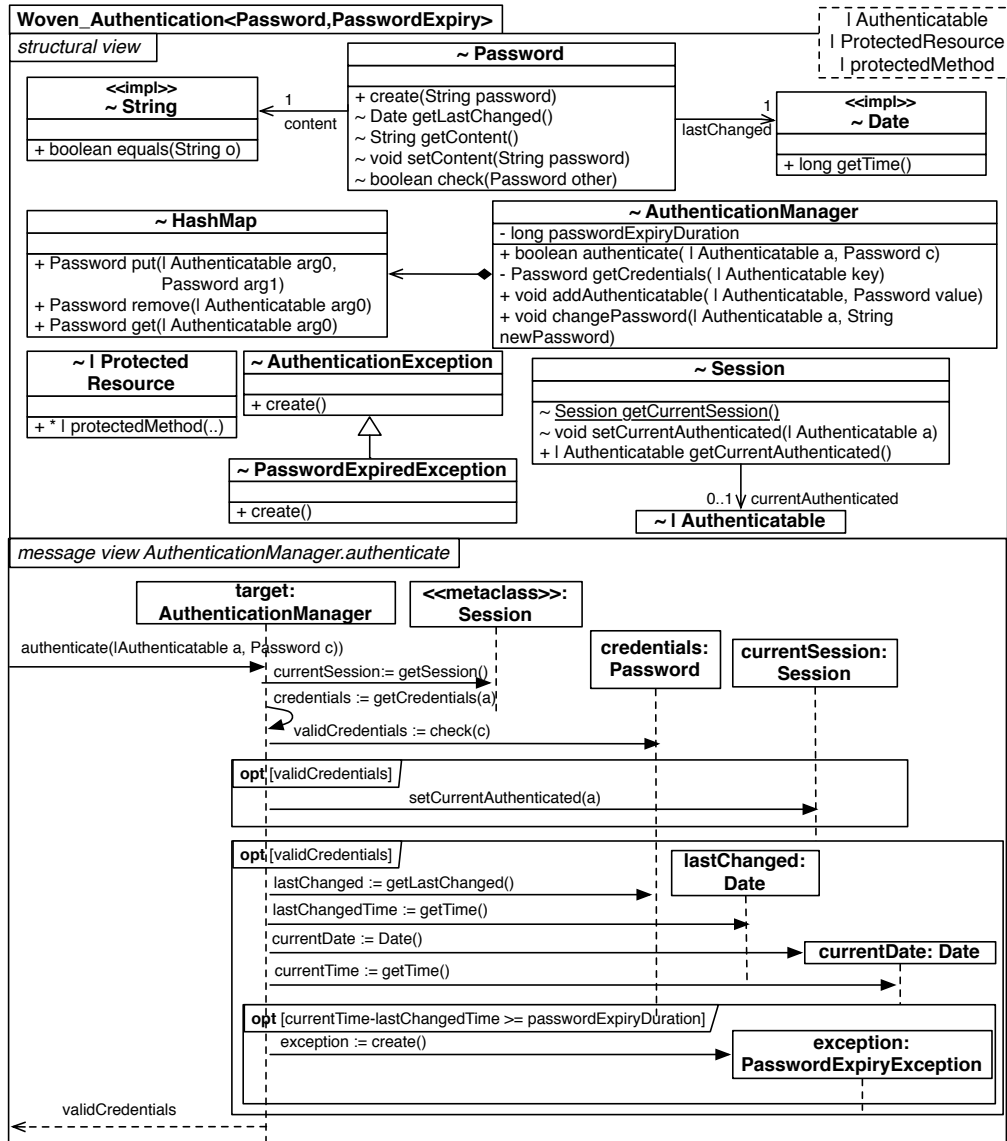 Woven_Authentication<Password,PasswordExpiry>
structural view
| Authenticatable
| ProtectedResource
| protectedMethod
<<impl>>
~ String
+ boolean equals(String o)
1
content
~ Password
+ create(String password)
~ Date getLastChanged()
~ String getContent()
~ void setContent(String password)
~ boolean check(Password other)
1
lastChanged
<<impl>>
~ Date
+ long getTime()
~ HashMap
+ Password put(| Authenticatable arg0,
Password arg1)
+ Password remove(| Authenticatable arg0)
+ Password get(| Authenticatable arg0)
~ AuthenticationManager
- long passwordExpiryDuration
+ boolean authenticate( | Authenticatable a, Password c)
- Password getCredentials( | Authenticatable key)
+ void addAuthenticatable( | Authenticatable, Password value)
+ void changePassword(| Authenticatable a, String
newPassword)
~ | Protected
Resource
+ * | protectedMethod(..)
~ AuthenticationException
+ create()
~ PasswordExpiredException
+ create()
~ Session
~ Session getCurrentSession()
~ void setCurrentAuthenticated(| Authenticatable a)
+ | Authenticatable getCurrentAuthenticated()
0..1 currentAuthenticated
~ | Authenticatable
message view AuthenticationManager.authenticate
target:
AuthenticationManager
<<metaclass>>:
Session
credentials:
Password
currentSession:
Session
authenticate(|Authenticatable a, Password c))
currentSession:= getSession()
credentials := getCredentials(a)
validCredentials := check(c)
opt [validCredentials]
setCurrentAuthenticated(a)
opt [validCredentials]
lastChanged:
Date
lastChanged := getLastChanged()
lastChangedTime := getTime()
currentDate := Date()
currentDate: Date
currentTime := getTime()
opt [currentTime-lastChangedTime >= passwordExpiryDuration]
exception := create()
exception:
PasswordExpiryException
validCredentials